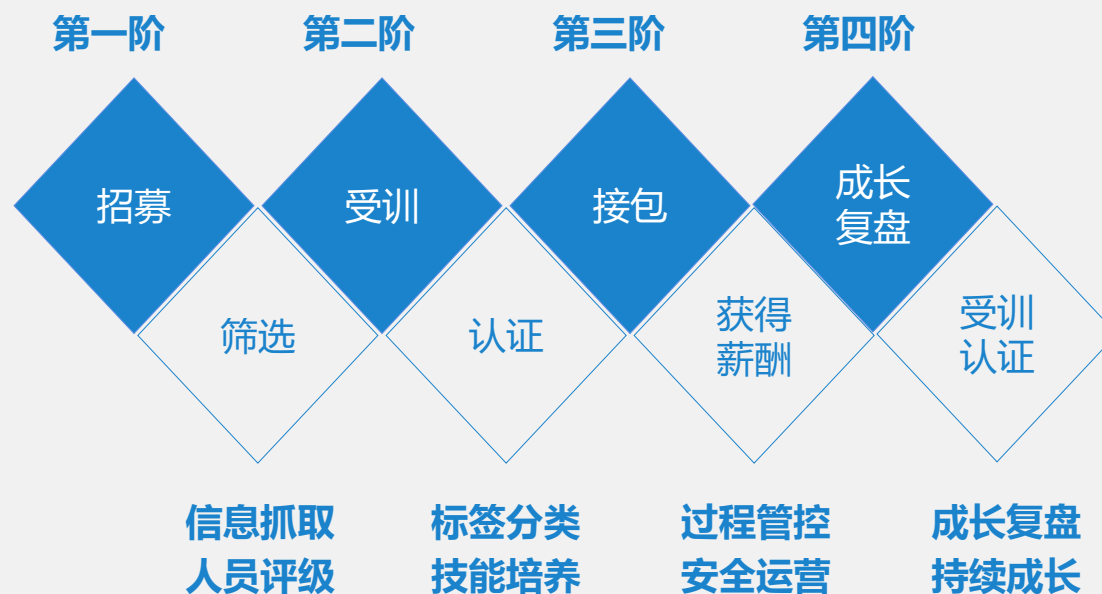 第一阶
第二阶
第三阶
第四阶
招募
受训
接包
成长
复盘
筛选
认证
获得
薪酬
受训
认证
信息抓取
人员评级
标签分类
技能培养
过程管控
安全运营
成长复盘
持续成长